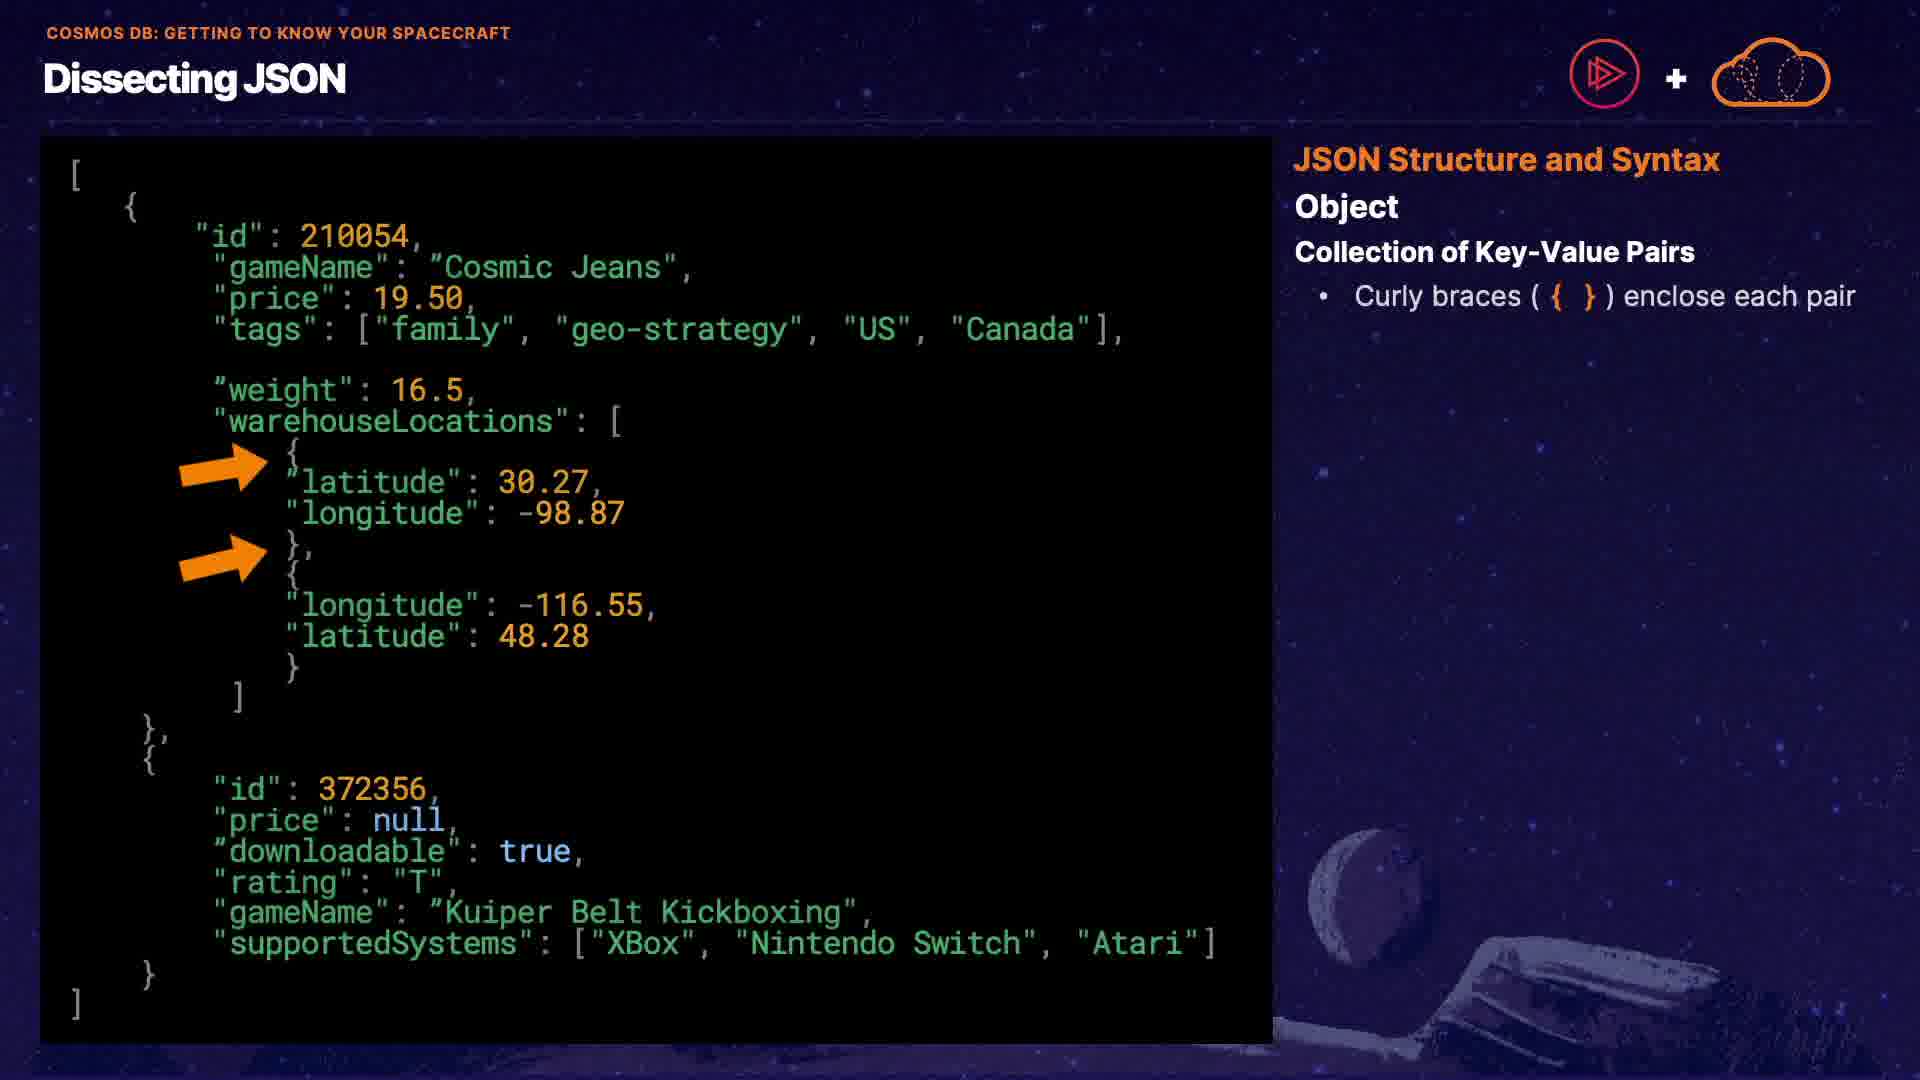 COSMOS DB: GETTING TO KNOW YOUR SPACECRAFT
Dissecting JSON
+
[
{
"id": 210054,
"gameName": ”Cosmic Jeans",
"price": 19.50,
"tags": ["family", "geo-strategy", "US", "Canada"],
”weight": 16.5,
"warehouseLocations": [
{
”latitude": 30.27,
"longitude": -98.87
},
{
"longitude": -116.55,
"latitude": 48.28
}
]
},
{
"id": 372356,
"price": null,
”downloadable": true,
"rating": "T",
"gameName": ”Kuiper Belt Kickboxing",
"supportedSystems": ["XBox", "Nintendo Switch", "Atari"]
}
]
JSON Structure and Syntax
Object
Collection of Key-Value Pairs
• Curly braces ( { } ) enclose each pair